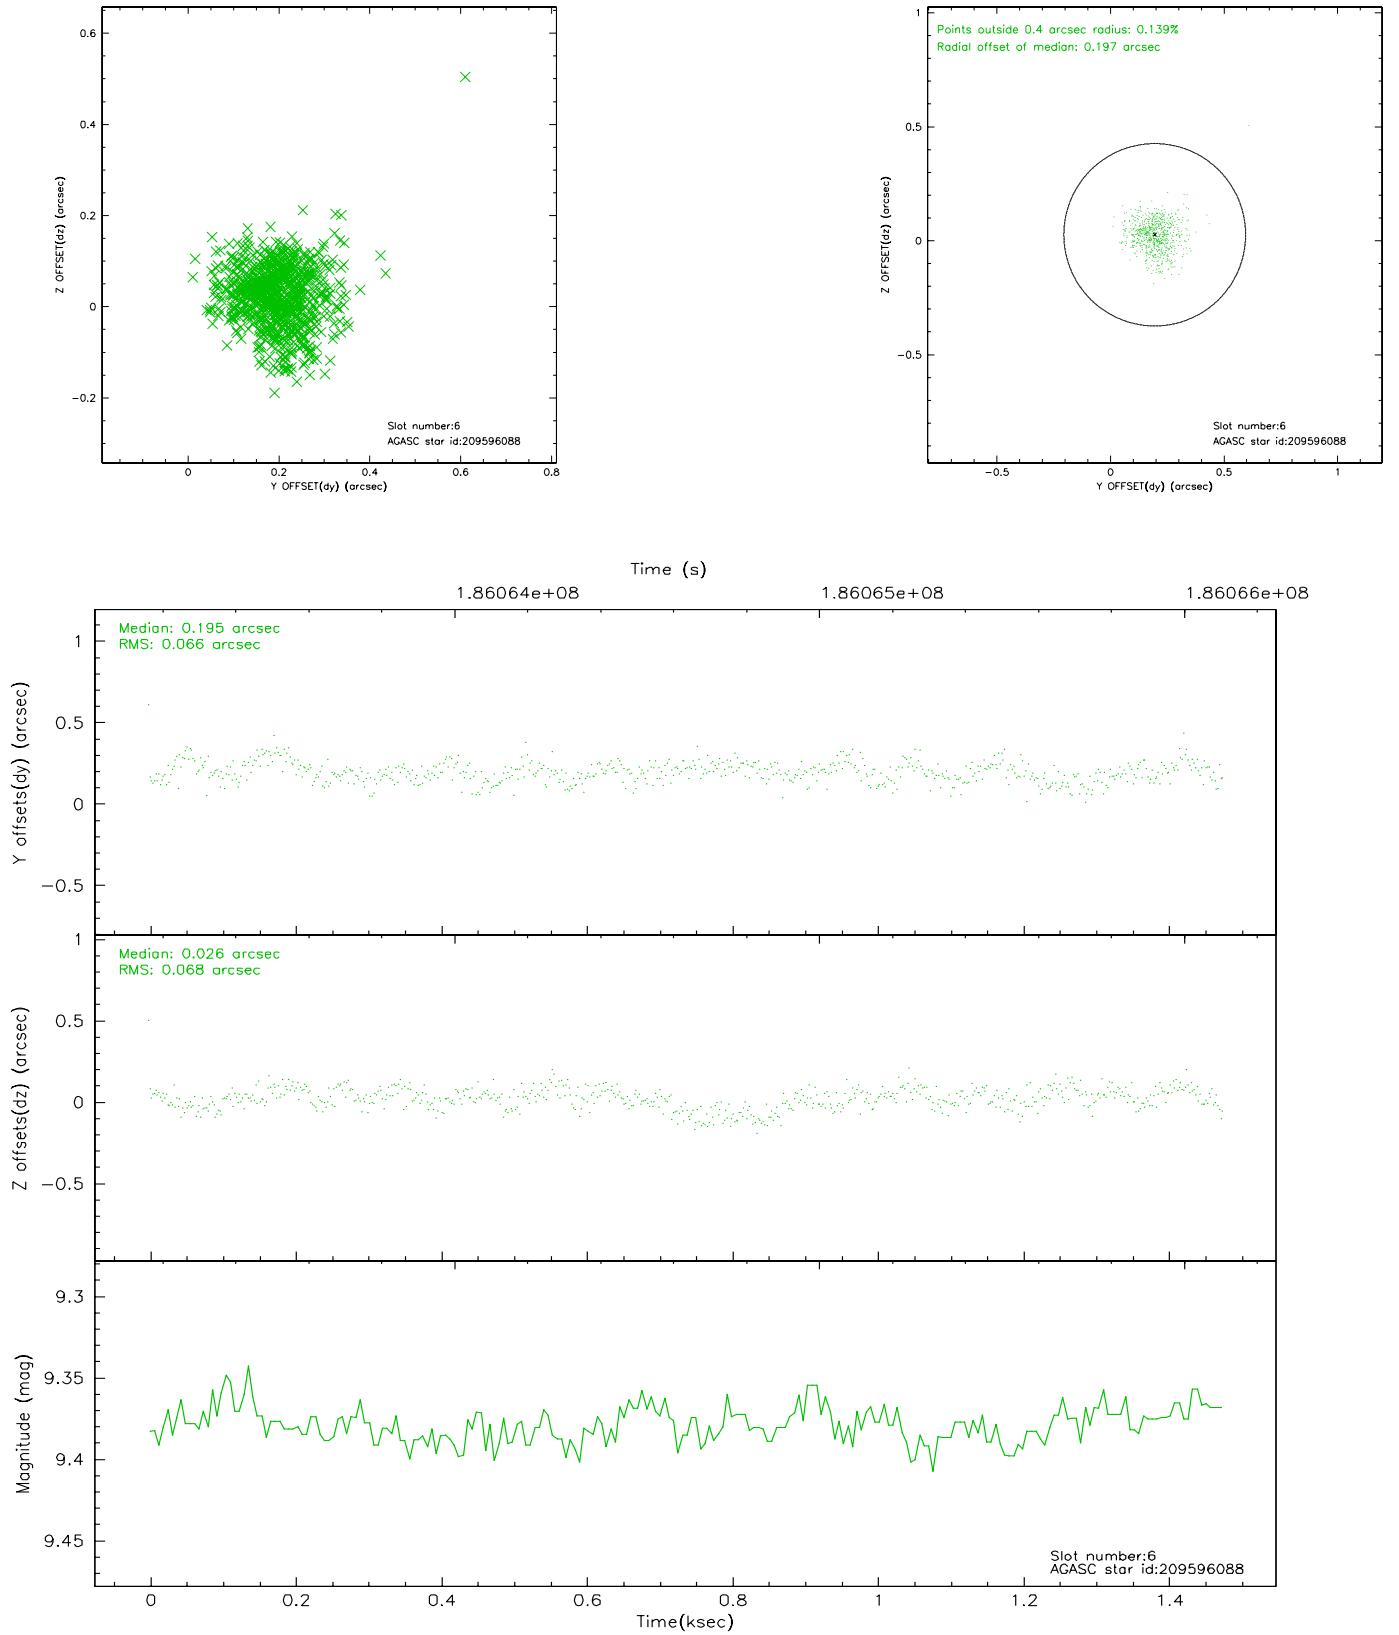 0.6
0.4
0.2
0
−0.2
Z OFFSET(dz) (arcsec)
Slot number:6
AGASC star id:209596088
0 0.2 0.4 0.6 0.8
Y OFFSET(dy) (arcsec)
Points outside 0.4 arcsec radius: 0.139%
Radial offset of median: 0.197 arcsec
1
0.5
0
−0.5
Z OFFSET(dz) (arcsec)
Slot number:6
AGASC star id:209596088
−0.5 0 0.5 1
Y OFFSET(dy) (arcsec)
Time (s)
1.86064e+08 1.86065e+08 1.86066e+08
Median: 0.195 arcsec
RMS: 0.066 arcsec
1
0.5
0
−0.5
Y offsets(dy) (arcsec)
Median: 0.026 arcsec
RMS: 0.068 arcsec
1
0.5
0
−0.5
Z offsets(dz) (arcsec)
9.3
9.35
9.4
9.45
Magnitude (mag)
Slot number:6
AGASC star id:209596088
0 0.2 0.4 0.6 0.8 1 1.2 1.4
Time(ksec)